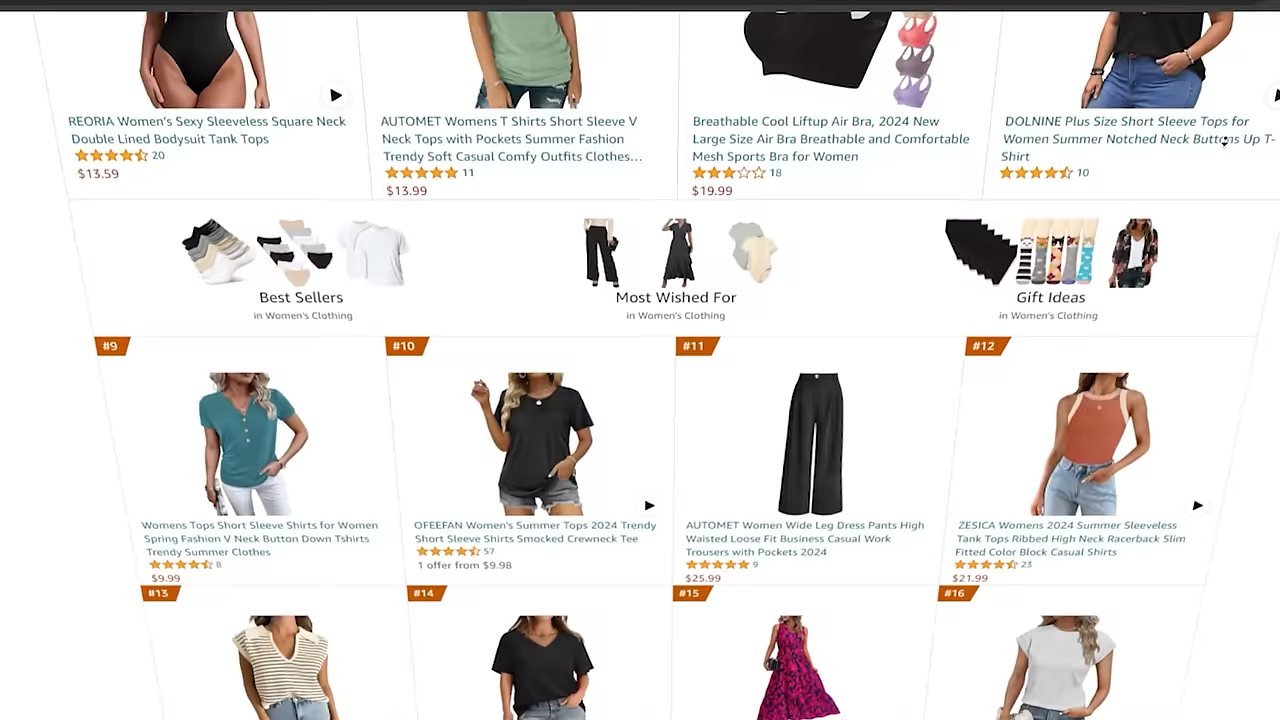 REORIA Women's Sexy Sleeveless Square Neck
Double Lined Bodysuit Tank Tops
20
$13.59
AUTOMET Womens T Shirts Short Sleeve V
Neck Tops with Pockets Summer Fashion
Trendy Soft Casual Comfy Outfits Clothes...
11
$13.99
Breathable Cool Liftup Air Bra, 2024 New
Large Size Air Bra Breathable and Comfortable
Mesh Sports Bra for Women
18
$19.99
DOLNINE Plus Size Short Sleeve Tops for
Women Summer Notched Neck Buttons Up T-
Shirt
10
Best Sellers
in Women's Clothing
Most Wished For
in Women's Clothing
Gift Ideas
in Women's Clothing
#9
Womens Tops Short Sleeve Shirts for Women
Spring Fashion V Neck Button Down Tshirts
Trendy Summer Clothes
8
$9.99
#10
OFEEFAN Women's Summer Tops 2024 Trendy
Short Sleeve Shirts Smocked Crewneck Tee
57
1 offer from $9.98
#11
AUTOMET Women Wide Leg Dress Pants High
Waisted Loose Fit Business Casual Work
Trousers with Pockets 2024
9
$25.99
#12
ZESICA Womens 2024 Summer Sleeveless
Tank Tops Ribbed High Neck Racerback Slim
Fitted Color Block Casual Shirts
23
$21.99
#13
#14
#15
#16